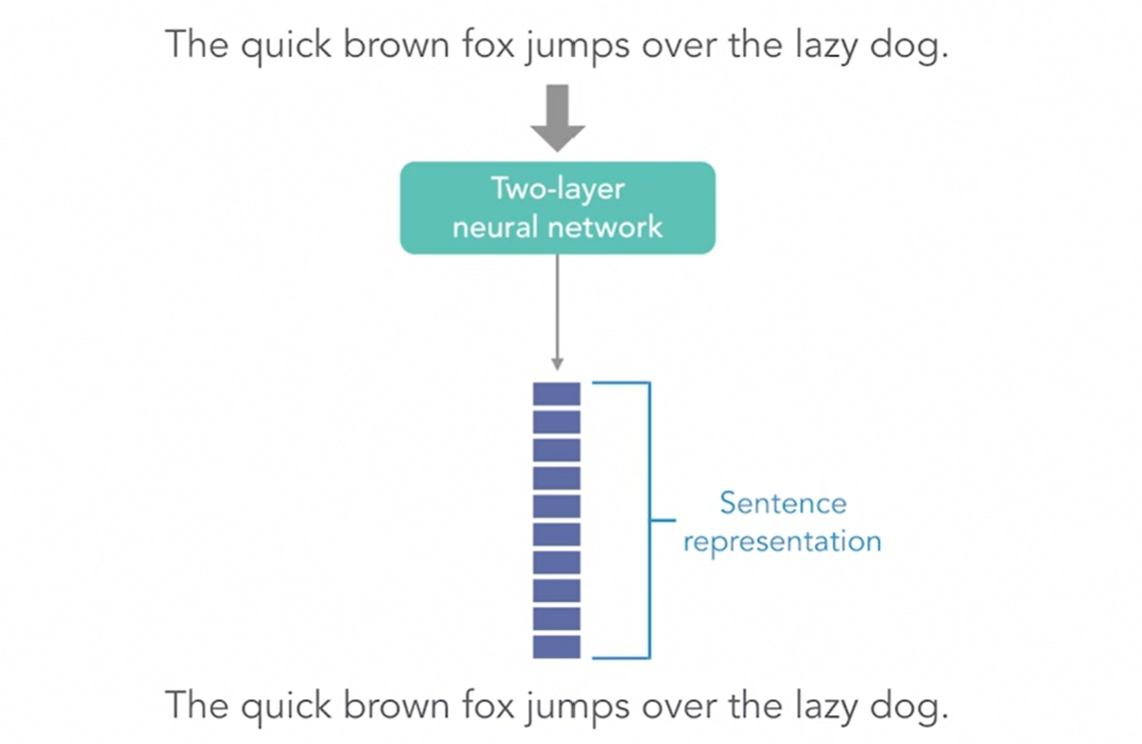 The quick brown fox jumps over the lazy dog.
Two-layer
neural network
Sentence
representation
The quick brown fox jumps over the lazy dog.